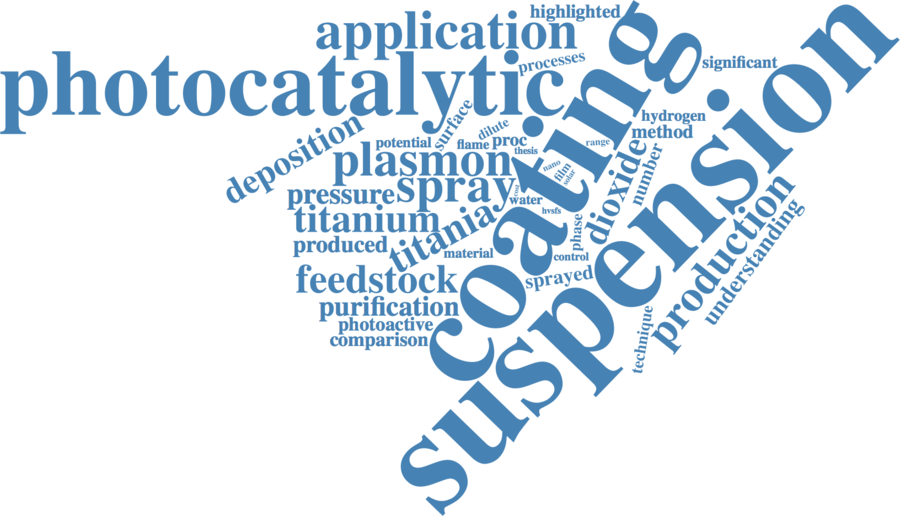 highlighted
application
processes
photocatalytic
significant
coating
suspension
surface
dilute
hydrogen
method
deposition
potential
flame
proc
thesis
range
plasmon
nano
film
solar
dioxide
number
pressure
spray
coat
water
hvsfs
titanium
titania
phase
produced
material
control
production
understanding
feedstock
sprayed
purification
technique
photoactive
comparison